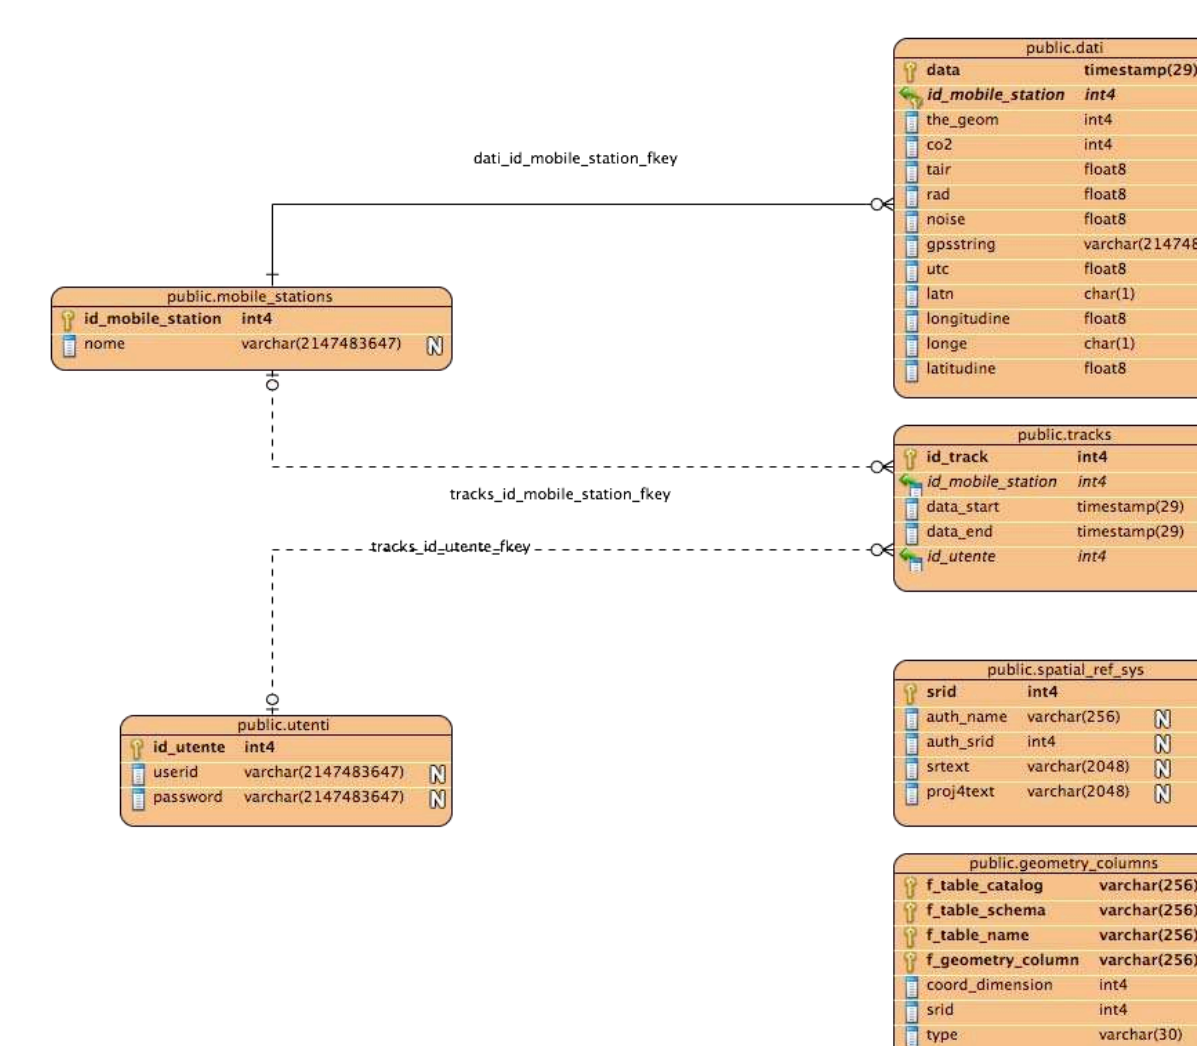 public.dati
data timestamp(29)
id_mobile_station int4
the_geom int4
co2 int4
tair float8
rad float8
noise float8
gpsstring varchar(214748
utc float8
latn char(1)
longitudine float8
longe char(1)
latitudine float8
dati_id_mobile_station_fkey
public.mobile_stations
id_mobile_station int4
nome varchar(2147483647) N
public.tracks
id_track int4
id_mobile_station int4
data_start timestamp(29)
data_end timestamp(29)
id_utente int4
tracks_id_mobile_station_fkey
tracks_id_utente_fkey
public.utenti
id_utente int4
userid varchar(2147483647) N
password varchar(2147483647) N
public.spatial_ref_sys
srid int4
auth_name varchar(256) N
auth_srid int4 N
srtext varchar(2048) N
proj4text varchar(2048) N
public.geometry_columns
f_table_catalog varchar(256)
f_table_schema varchar(256)
f_table_name varchar(256)
f_geometry_column varchar(256)
coord_dimension int4
srid int4
type varchar(30)